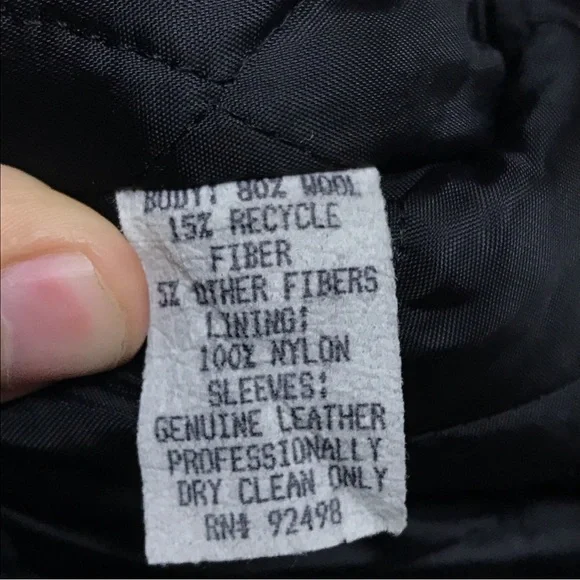 BODY: 80% WOOL
15% RECYCLE
FIBER
5% OTHER FIBERS
LINING:
100% NYLON
SLEEVES:
GENUINE LEATHER
PROFESSIONALLY
DRY CLEAN ONLY
RN# 92498